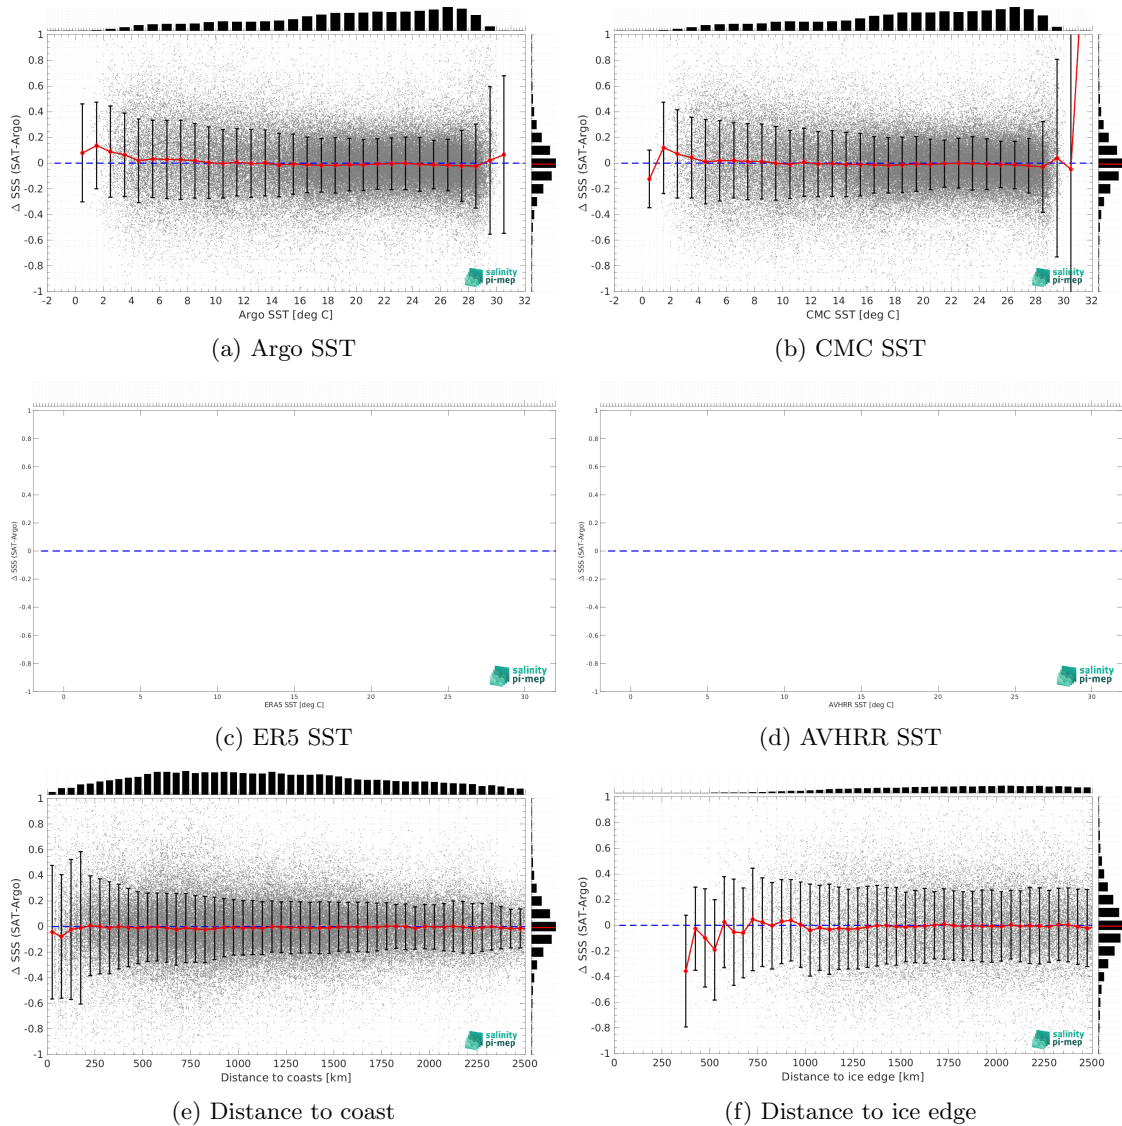 1
0.8
0.6
0.4
0.2
0
-0.2
-0.4
-0.6
-0.8
-1
Δ SSS (SAT-Argo)
-2 0 2 4 6 8 10 12 14 16 18 20 22 24 26 28 30 32
Argo SST [deg C]
salinity
pi-mep
(a) Argo SST
1
0.8
0.6
0.4
0.2
0
-0.2
-0.4
-0.6
-0.8
-1
Δ SSS (SAT-Argo)
-2 0 2 4 6 8 10 12 14 16 18 20 22 24 26 28 30 32
CMC SST [deg C]
salinity
pi-mep
(b) CMC SST
1
0.8
0.6
0.4
0.2
0
-0.2
-0.4
-0.6
-0.8
-1
Δ SSS (SAT-Argo)
0 5 10 15 20 25 30
ERA5 SST [deg C]
salinity
pi-mep
(c) ER5 SST
1
0.8
0.6
0.4
0.2
0
-0.2
-0.4
-0.6
-0.8
-1
Δ SSS (SAT-Argo)
0 5 10 15 20 25 30
AVHRR SST [deg C]
salinity
pi-mep
(d) AVHRR SST
1
0.8
0.6
0.4
0.2
0
-0.2
-0.4
-0.6
-0.8
-1
Δ SSS (SAT-Argo)
0 250 500 750 1000 1250 1500 1750 2000 2250 2500
Distance to coasts [km]
salinity
pi-mep
(e) Distance to coast
1
0.8
0.6
0.4
0.2
0
-0.2
-0.4
-0.6
-0.8
-1
Δ SSS (SAT-Argo)
0 250 500 750 1000 1250 1500 1750 2000 2250 2500
Distance to ice edge [km]
salinity
pi-mep
(f) Distance to ice edge